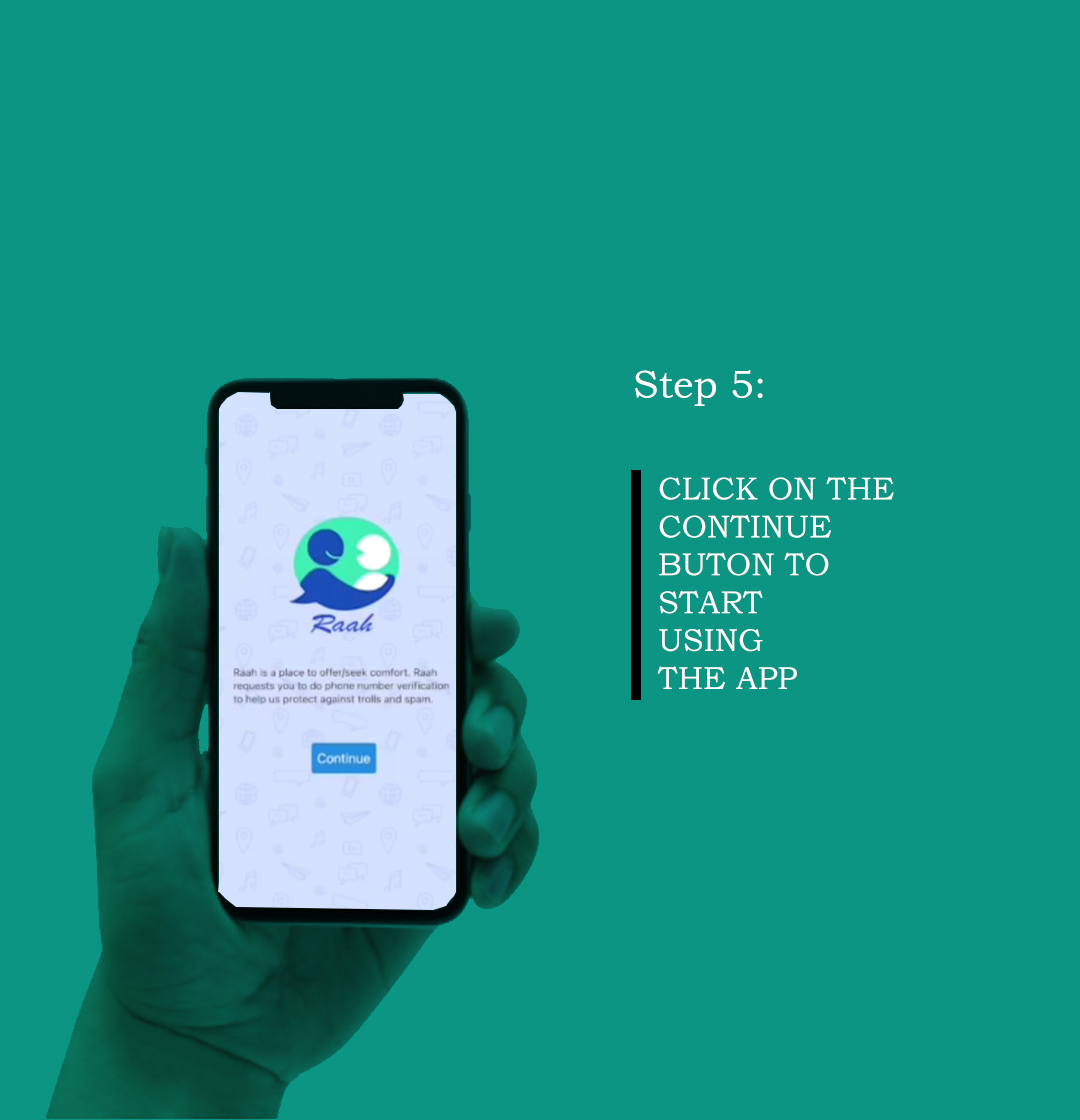 Step 5:
CLICK ON THE
CONTINUE
BUTON TO
START
USING
THE APP
Raah
Raah is a place to offer/seek comfort. Raah
requests you to do phone number verification
to help us protect against trolls and spam.
Continue